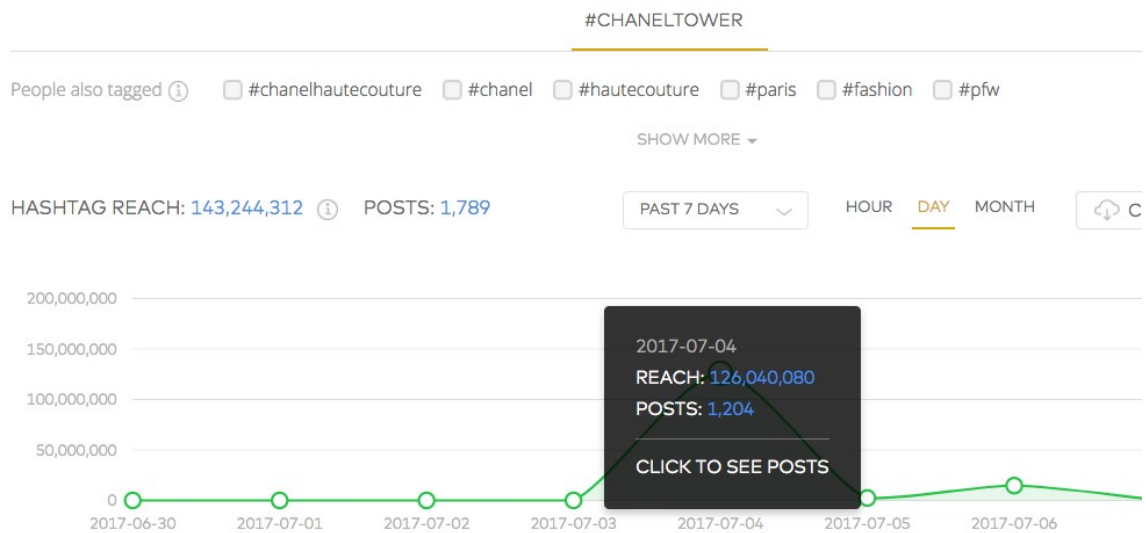 #CHANELTOWER
People also tagged #chanelhautecouture #chanel #hautecouture #paris #fashion #pfw
SHOW MORE
HASHTAG REACH: 143,244,312 POSTS: 1,789 PAST 7 DAYS HOUR DAY MONTH C
200,000,000
150,000,000
100,000,000
50,000,000
0
2017-07-04
REACH: 126,040,080
POSTS: 1,204
CLICK TO SEE POSTS
2017-06-30 2017-07-01 2017-07-02 2017-07-03 2017-07-04 2017-07-05 2017-07-06